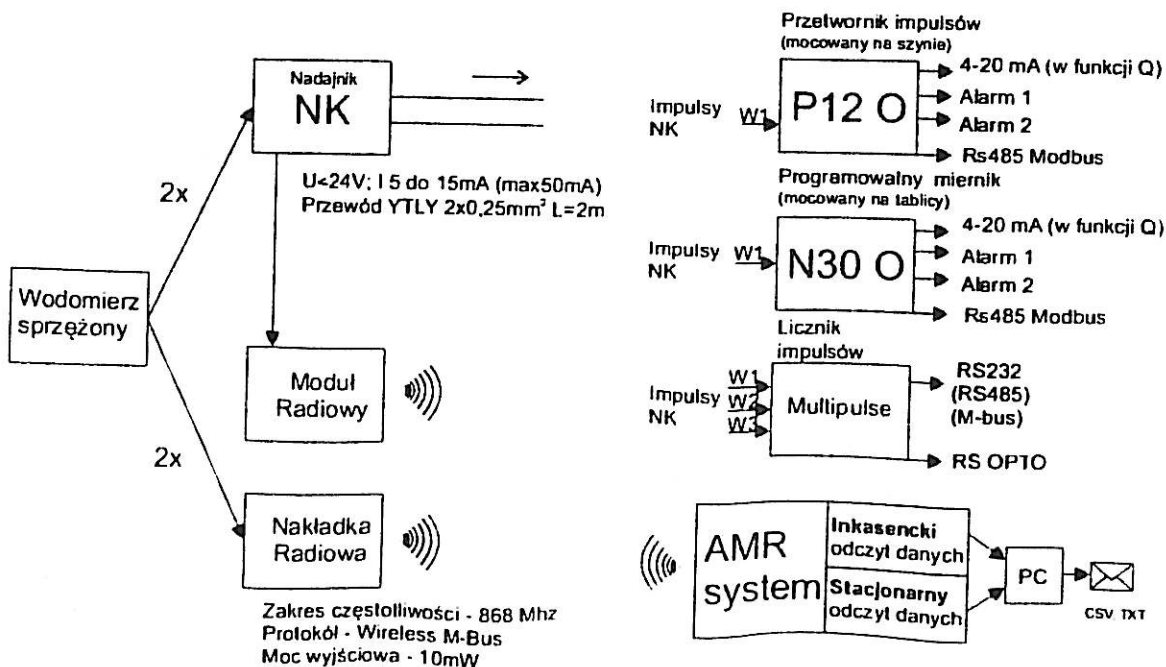 Nadajnik
NK
2x
U<24V; I 5 do 15mA (max50mA)
Przewód YTLY 2x0,25mm² L=2m
Wodomierz
sprzężony
Moduł
Radiowy
2x
Nakładka
Radiowa
Zakres częstolliwości - 868 Mhz
Protokół - Wireless M-Bus
Moc wyjściowa - 10mW
Przetwornik impulsów
(mocowany na szynie)
Impulsy
NK
W1
P12 O
4-20 mA (w funkcji Q)
Alarm 1
Alarm 2
Rs485 Modbus
Programowalny miernik
(mocowany na tablicy)
Impulsy
NK
W1
N30 O
4-20 mA (w funkcji Q)
Alarm 1
Alarm 2
Rs485 Modbus
Licznik
impulsów
Impulsy
NK
W1
W2
W3
Multipulse
RS232
(RS485)
(M-bus)
RS OPTO
AMR
system
Inkasencki
odczyt danych
Stacjonarny
odczyt danych
PC
CSV, TXT